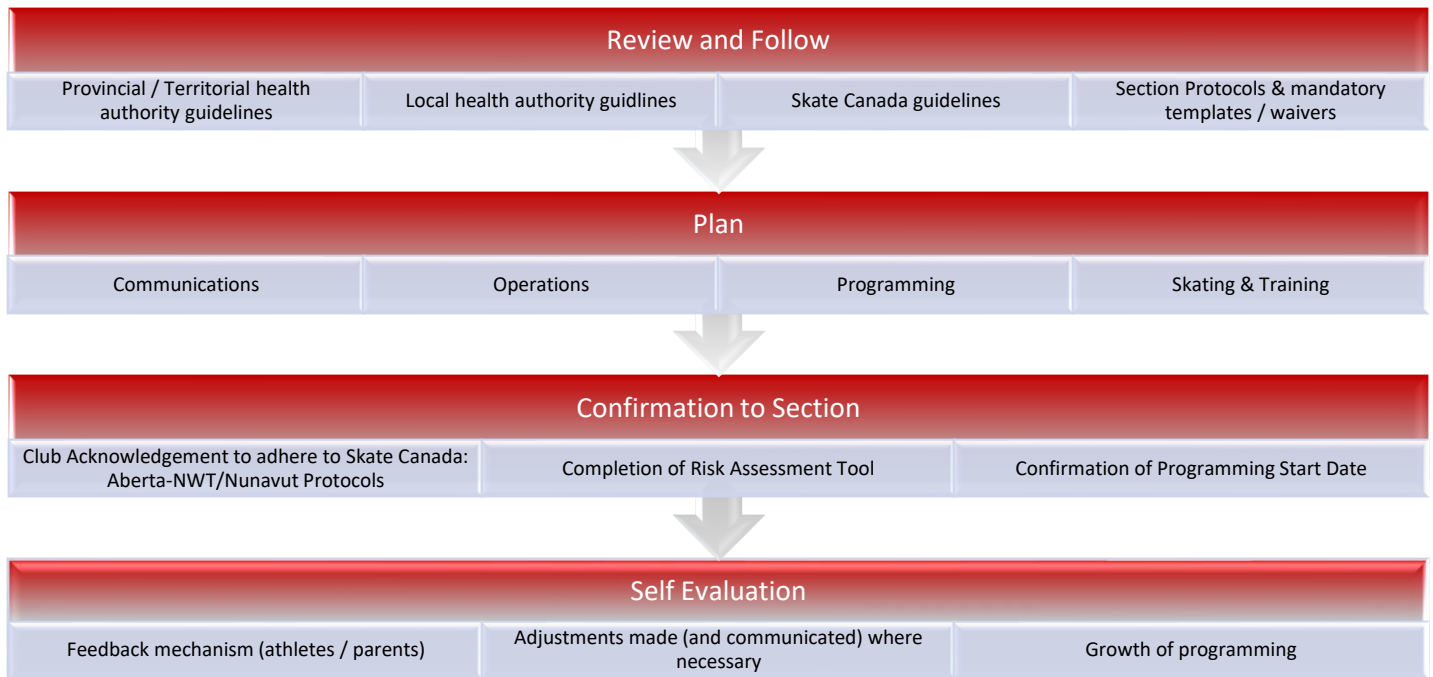 Review and Follow
Provincial / Territorial health
authority guidelines
Local health authority guidlines
Skate Canada guidelines
Section Protocols & mandatory
templates / waivers
Plan
Communications
Operations
Programming
Skating & Training
Confirmation to Section
Club Acknowledgement to adhere to Skate Canada:
Aberta-NWT/Nunavut Protocols
Completion of Risk Assessment Tool
Confirmation of Programming Start Date
Self Evaluation
Feedback mechanism (athletes / parents)
Adjustments made (and communicated) where
necessary
Growth of programming